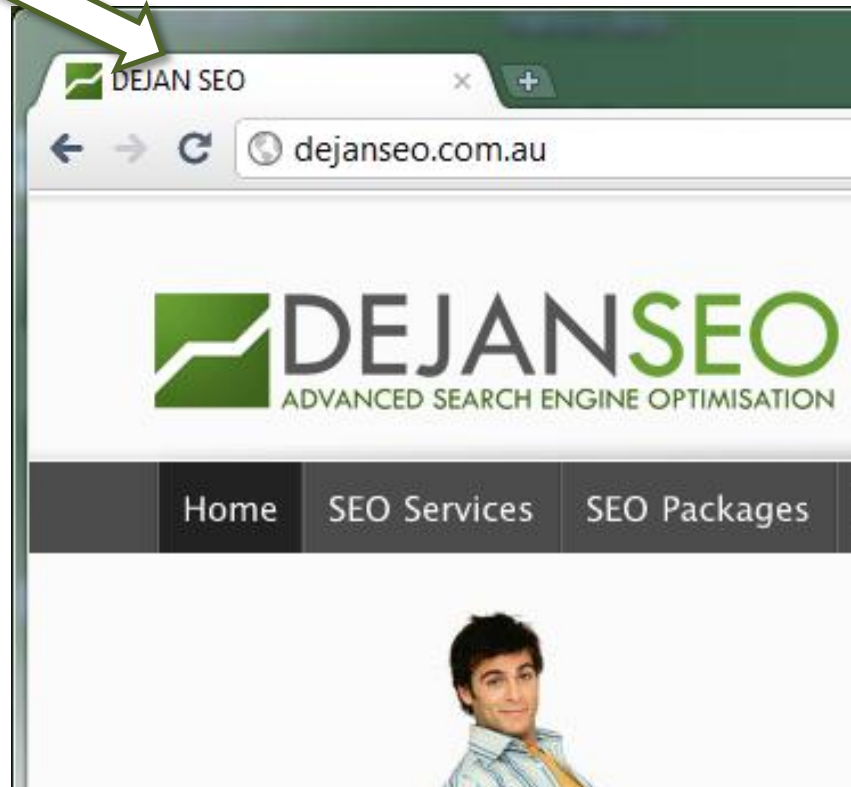 DEJAN SEO
dejanseo.com.au
DEJANSEO
ADVANCED SEARCH ENGINE OPTIMISATION
Home SEO Services SEO Packages